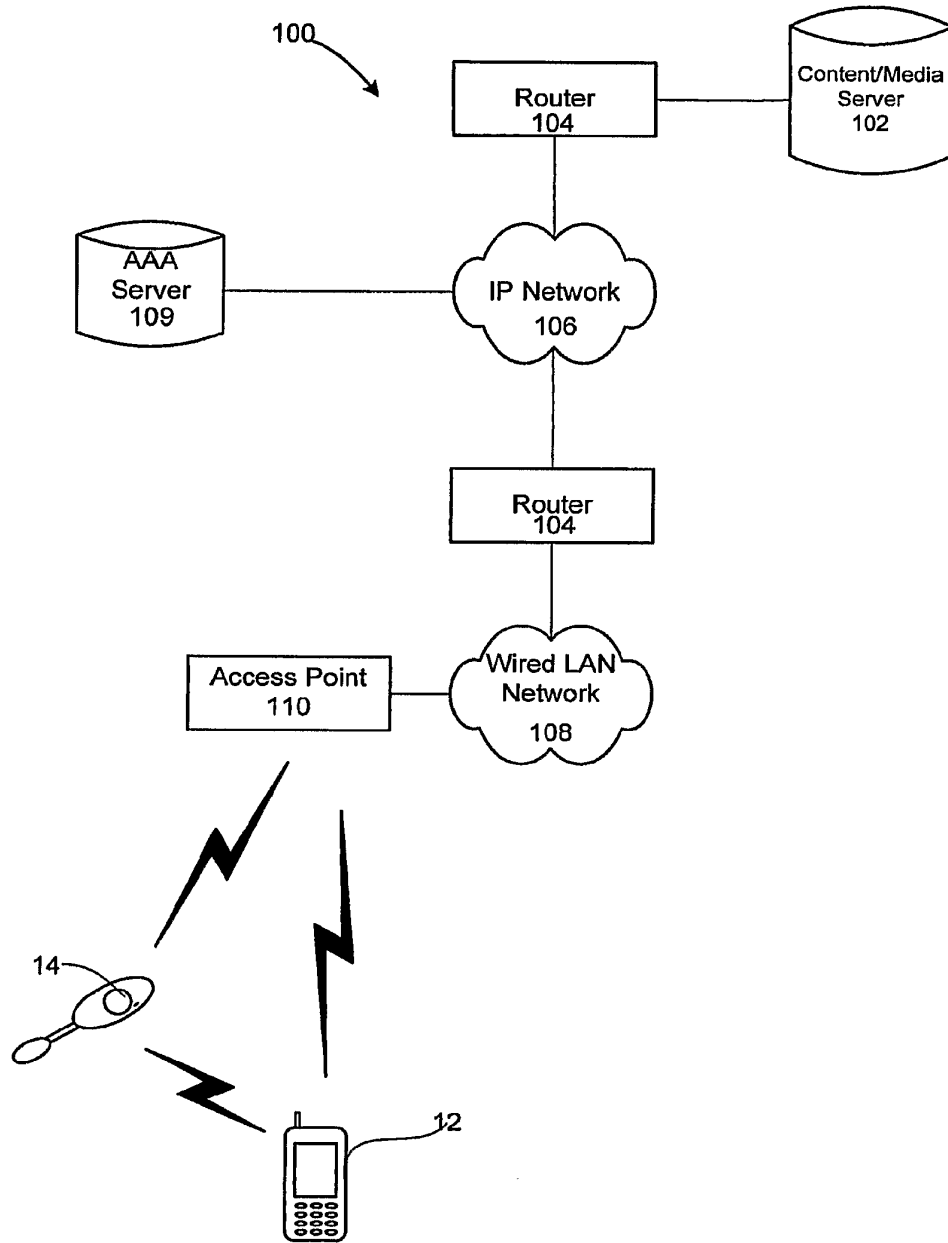 100
Router
104
Content/Media
Server
102
AAA
Server
109
IP Network
106
Router
104
Access Point
110
Wired LAN
Network
108
14
12